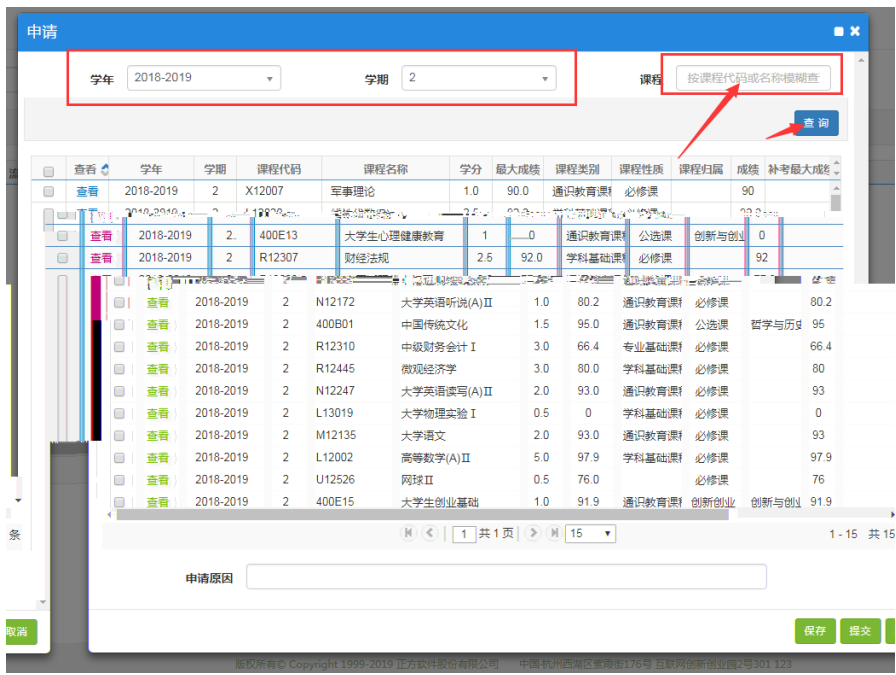 申请
学年 2018-2019 学期 2 课程 按课程代码或名称模糊查
查 询
查看 学年 学期 课程代码 课程名称 学分 最大成绩 课程类别 课程性质 课程归属 成绩 补考最大成绩
查看 2018-2019 2 X12007 军事理论 1.0 90.0 通识教育课 必修课 90
查看 2018-2019 2 400E13 大学生心理健康教育 1 0 通识教育课 公选课 创新与创业 0
查看 2018-2019 2 R12307 财经法规 2.5 92.0 学科基础课 必修课 92
查看 2018-2019 2 N12172 大学英语听说(A)Ⅱ 1.0 80.2 通识教育课 必修课 80.2
查看 2018-2019 2 400B01 中国传统文化 1.5 95.0 通识教育课 公选课 哲学与历史 95
查看 2018-2019 2 R12310 中级财务会计Ⅰ 3.0 66.4 专业基础课 必修课 66.4
查看 2018-2019 2 R12445 微观经济学 3.0 80.0 学科基础课 必修课 80
查看 2018-2019 2 N12247 大学英语读写(A)Ⅱ 2.0 93.0 通识教育课 必修课 93
查看 2018-2019 2 L13019 大学物理实验Ⅰ 0.5 0 学科基础课 必修课 0
查看 2018-2019 2 M12135 大学语文 2.0 93.0 通识教育课 必修课 93
查看 2018-2019 2 L12002 高等数学(A)Ⅱ 5.0 97.9 学科基础课 必修课 97.9
查看 2018-2019 2 U12526 网球Ⅱ 0.5 76.0 必修课 76
查看 2018-2019 2 400E15 大学生创业基础 1.0 91.9 通识教育课 创新创业 创新与创业 91.9
条 1 共 1 页 15 1 - 15 共 15
申请原因
取消 保存 提交
版权所有© Copyright 1999-2019 正方软件股份有限公司 中国·杭州西湖区紫霞街176号 互联网创新创业园2号301 123